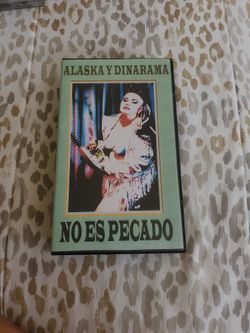 ALASKA Y DINARAMA
NO ES PECADO